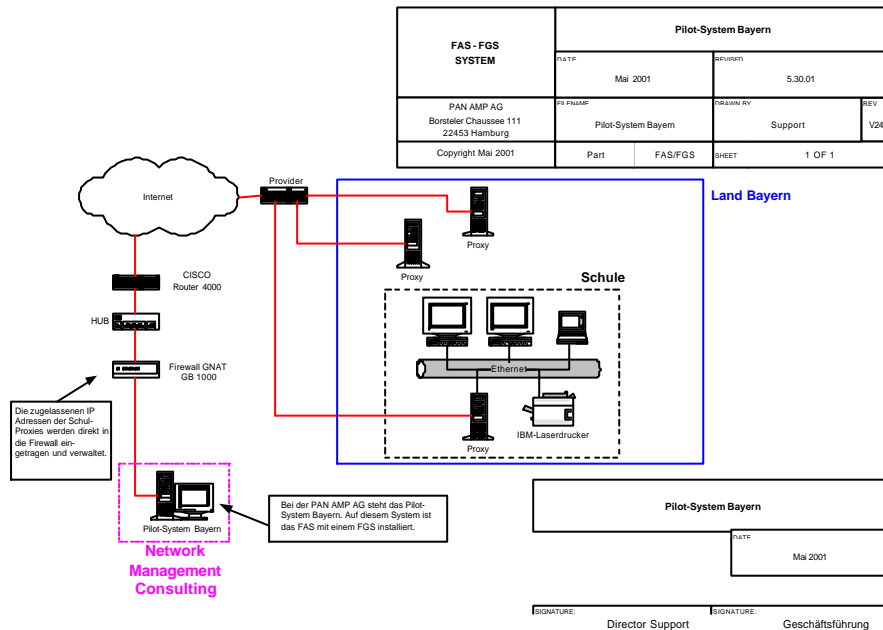 FAS - FGS
SYSTEM
Pilot-System Bayern
DATE
Mai 2001
REVISED
5.30.01
PAN AMP AG
Borsteler Chaussee 111
22453 Hamburg
FILENAME
Pilot-System Bayern
DRAWN BY
Support
REV
V24
Copyright Mai 2001
Part
FAS/FGS
SHEET
1 OF 1
Internet
Provider
Land Bayern
Proxy
Proxy
CISCO
Router 4000
HUB
Firewall GNAT
GB 1000
Schule
Ethernet
Proxy
IBM-Laserdrucker
Die zugelassenen IP
Adressen der Schul-
Proxies werden direkt in
die Firewall ein-
getragen und verwaltet.
Pilot-System Bayern
Network
Management
Consulting
Bei der PAN AMP AG steht das Pilot-
System Bayern. Auf diesem System ist
das FAS mit einem FGS installiert.
Pilot-System Bayern
DATE
Mai 2001
SIGNATURE:
Director Support
SIGNATURE:
Geschäftsführung